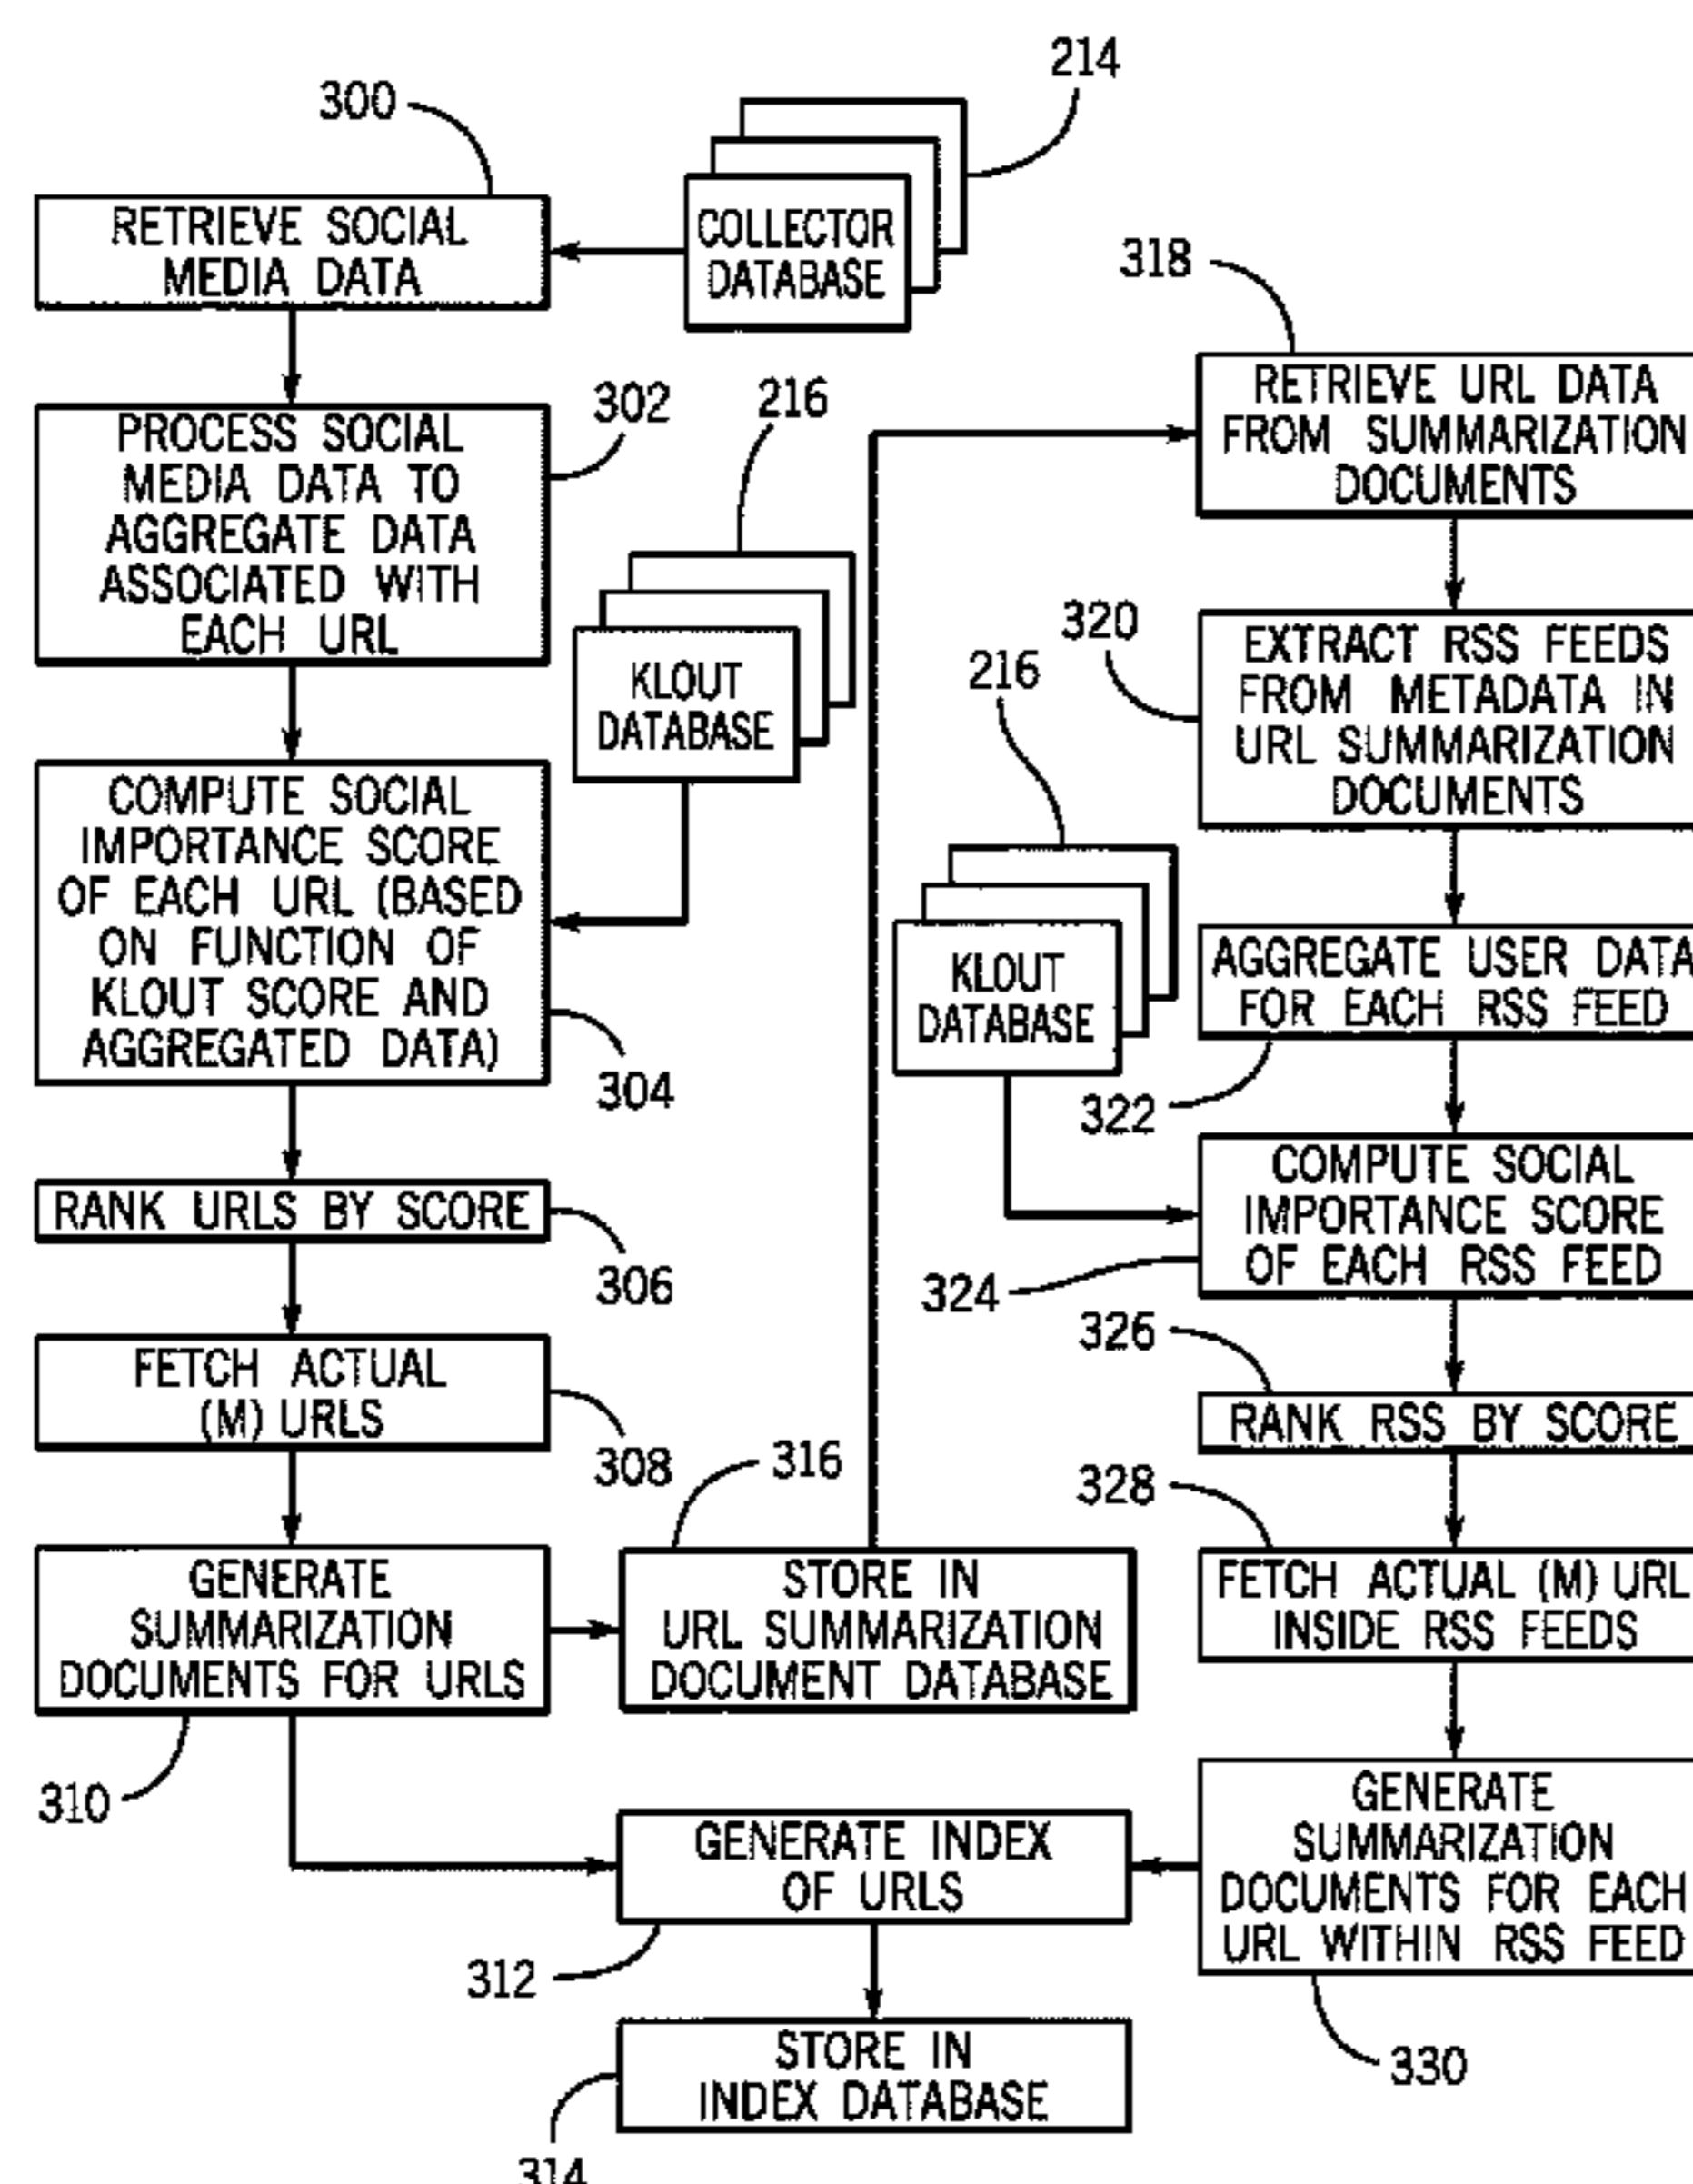 300
214
RETRIEVE SOCIAL
MEDIA DATA
COLLECTOR
DATABASE
302
216
PROCESS SOCIAL
MEDIA DATA TO
AGGREGATE DATA
ASSOCIATED WITH
EACH URL
KLOUT
DATABASE
COMPUTE SOCIAL
IMPORTANCE SCORE
OF EACH URL (BASED
ON FUNCTION OF
KLOUT SCORE AND
AGGREGATED DATA)
304
RANK URLS BY SCORE
306
FETCH ACTUAL
(M) URLS
308
GENERATE
SUMMARIZATION
DOCUMENTS FOR URLS
310
316
STORE IN
URL SUMMARIZATION
DOCUMENT DATABASE
318
RETRIEVE URL DATA
FROM SUMMARIZATION
DOCUMENTS
320
EXTRACT RSS FEEDS
FROM METADATA IN
URL SUMMARIZATION
DOCUMENTS
216
KLOUT
DATABASE
AGGREGATE USER DATA
FOR EACH RSS FEED
322
COMPUTE SOCIAL
IMPORTANCE SCORE
OF EACH RSS FEED
324
326
RANK RSS BY SCORE
328
FETCH ACTUAL (M) URL
INSIDE RSS FEEDS
GENERATE
SUMMARIZATION
DOCUMENTS FOR EACH
URL WITHIN RSS FEED
330
GENERATE INDEX
OF URLS
312
STORE IN
INDEX DATABASE
314